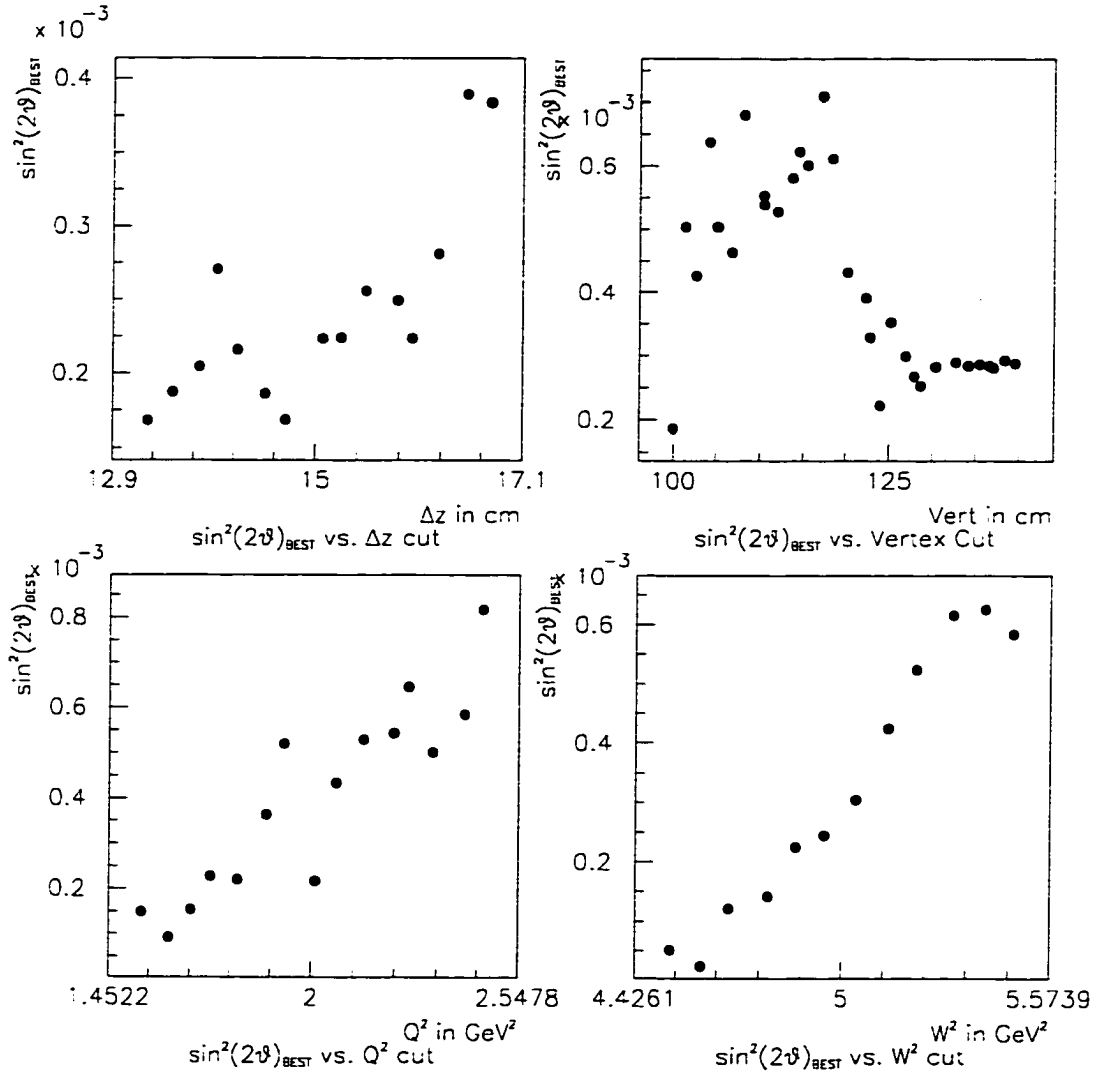 × 10⁻³
sin²(2ϑ)BEST
0.4
0.3
0.2
12.9 15 17.1
Δz in cm
sin²(2ϑ)BEST vs. Δz cut
sin²(2ϑ)BEST
× 10⁻³
0.6
0.4
0.2
100 125
Vert in cm
sin²(2ϑ)BEST vs. Vertex Cut
× 10⁻³
sin²(2ϑ)BEST
0.8
0.6
0.4
0.2
1.4522 2 2.5478
Q² in GeV²
sin²(2ϑ)BEST vs. Q² cut
× 10⁻³
sin²(2ϑ)BEST
0.6
0.4
0.2
4.4261 5 5.5739
W² in GeV²
sin²(2ϑ)BEST vs. W² cut